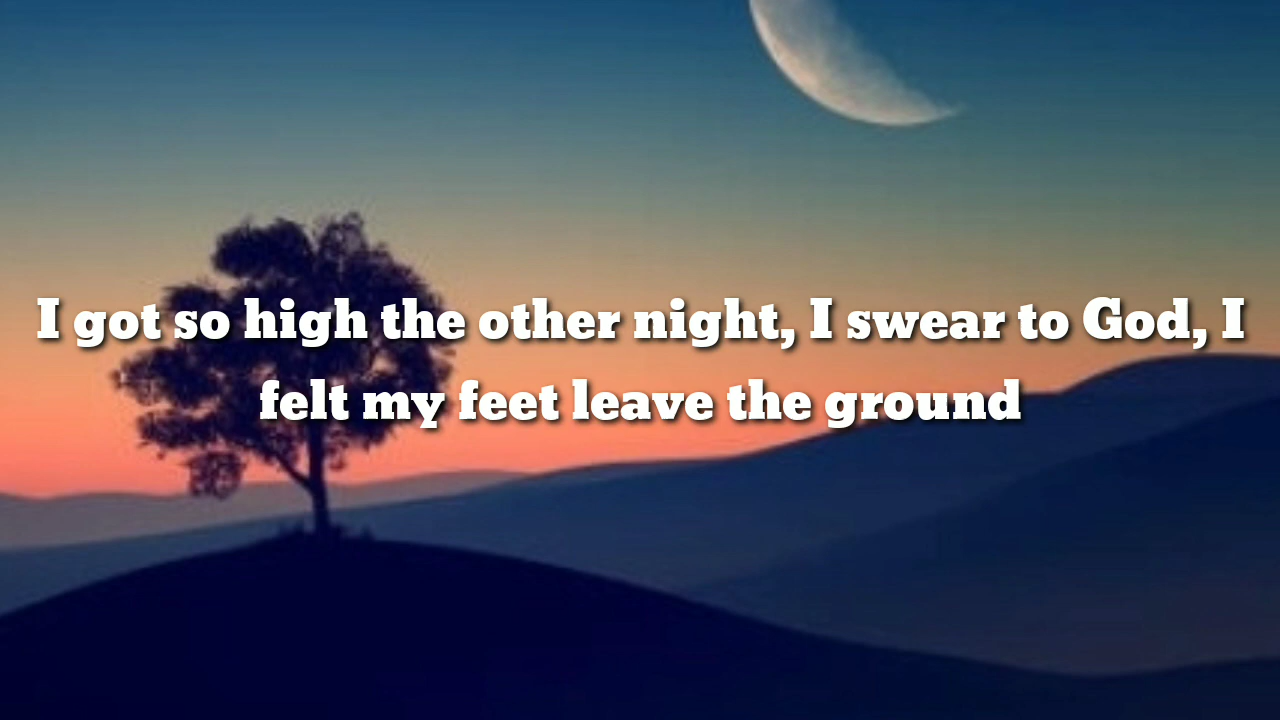 I got so high the other night, I swear to God, I
felt my feet leave the ground